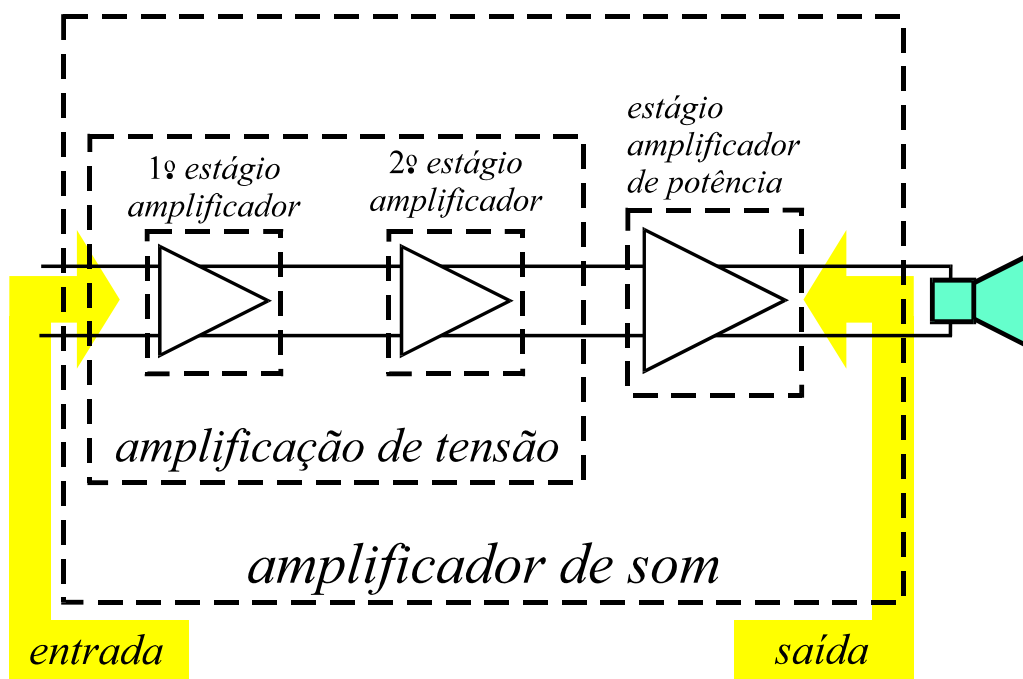 estágio
amplificador
de potência
1º estágio
amplificador
2º estágio
amplificador
amplificação de tensão
amplificador de som
entrada
saída